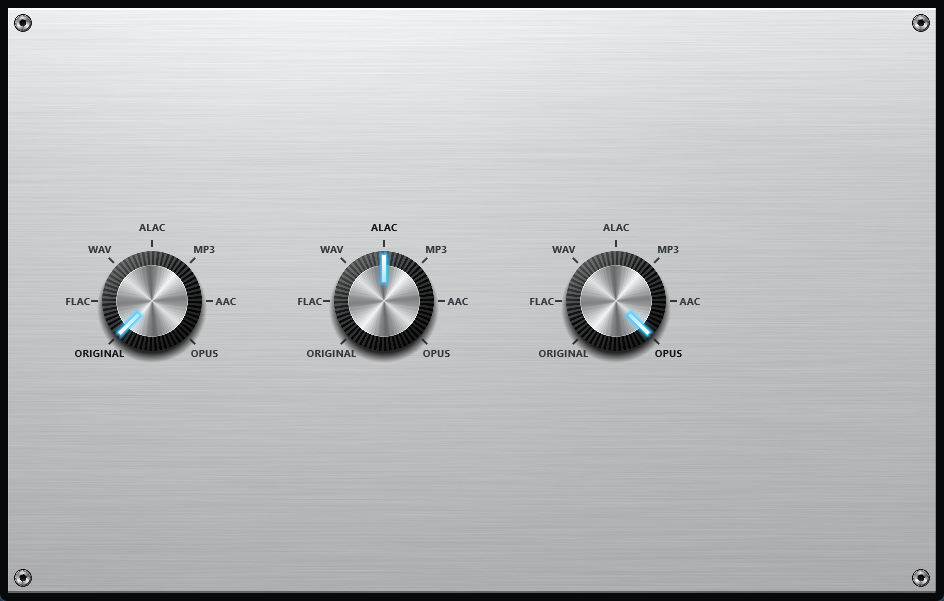 ALAC ALAC ALAC
WAV MP3 WAV MP3 WAV MP3
FLAC AAC FLAC AAC FLAC AAC
ORIGINAL OPUS ORIGINAL OPUS ORIGINAL OPUS